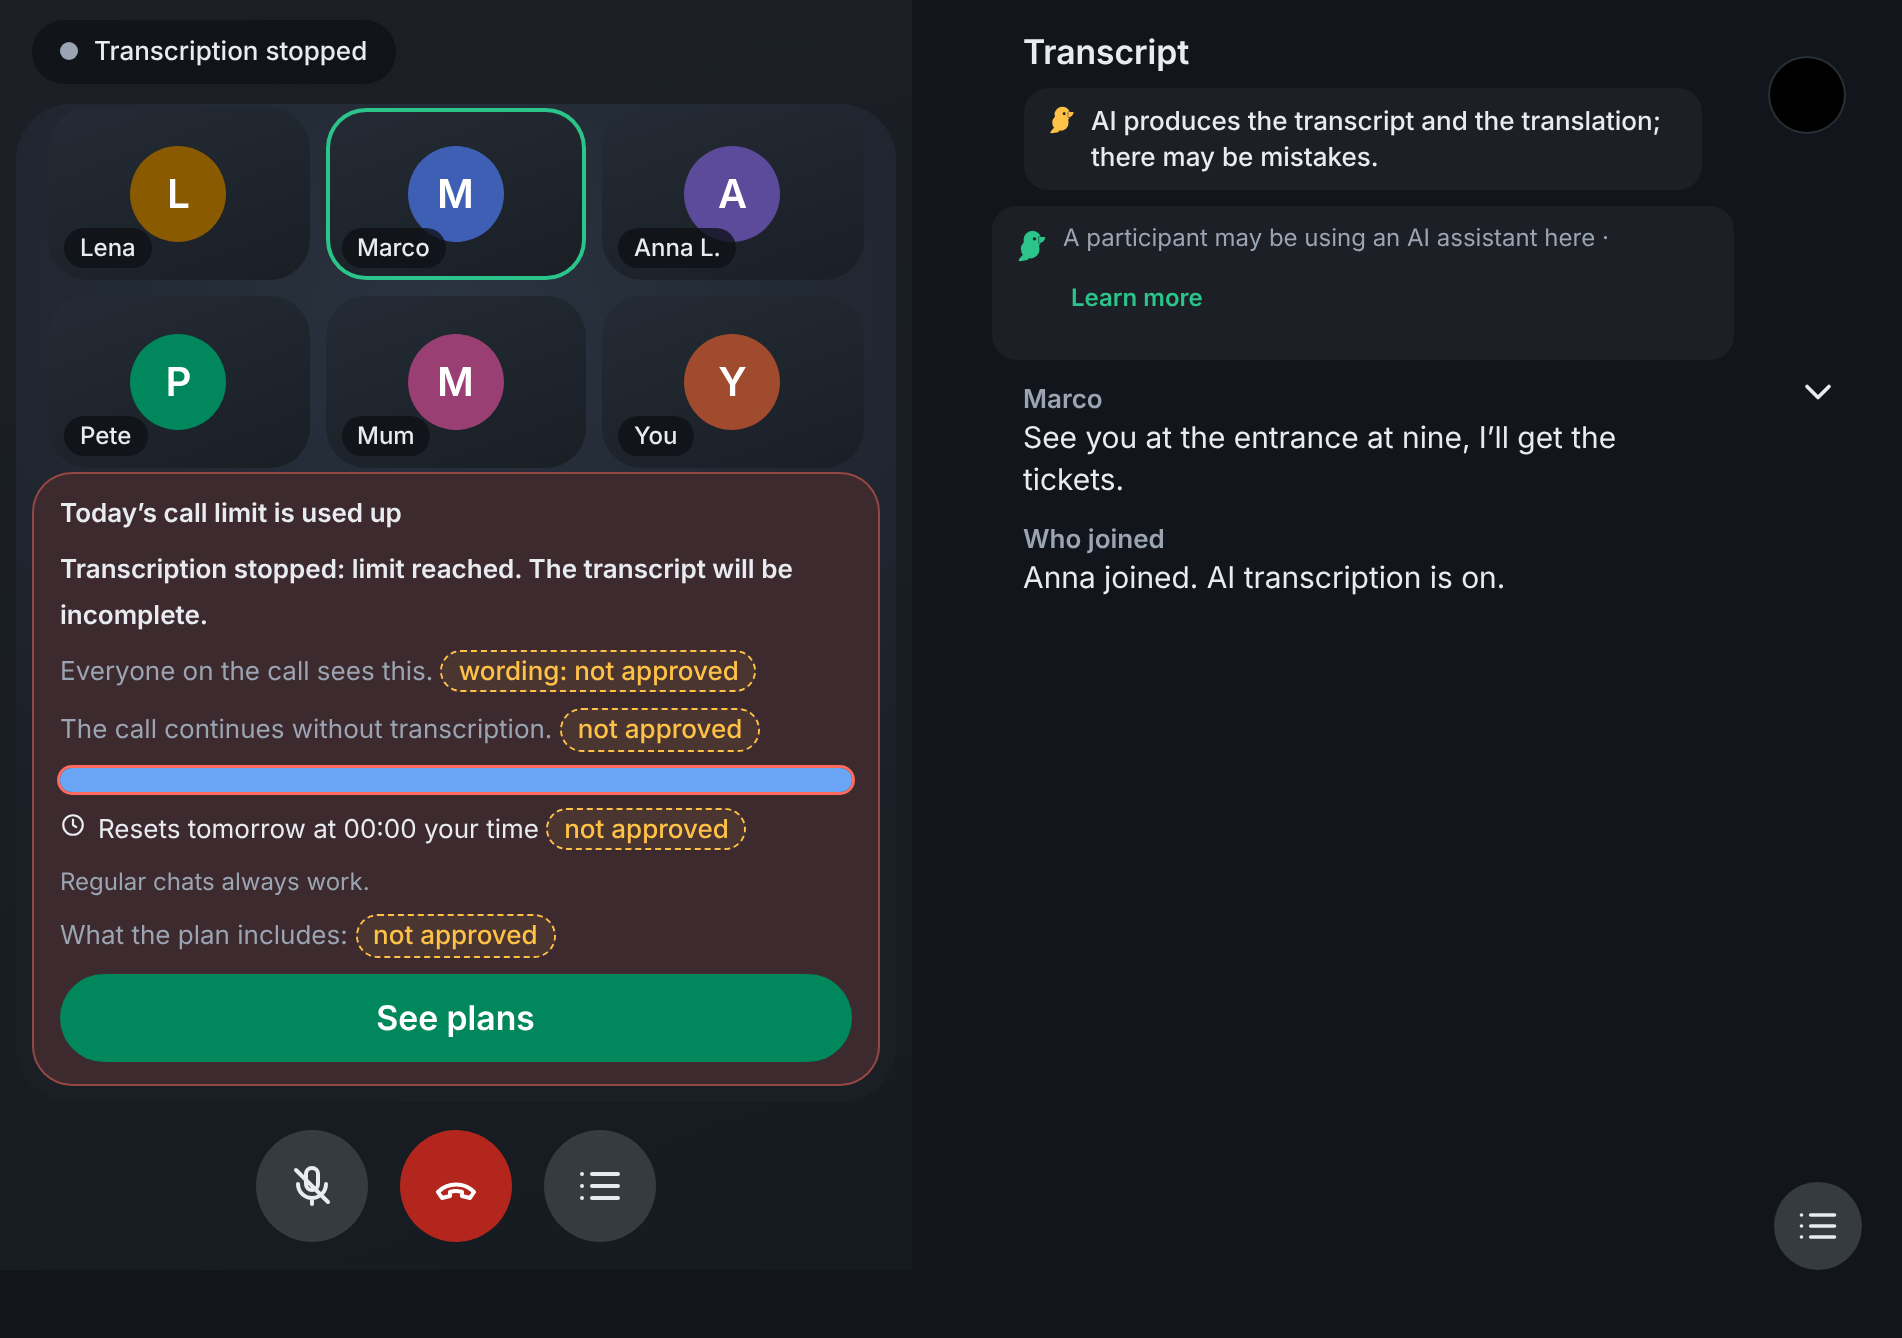 Transcription stopped
L
Lena
M
Marco
A
Anna L.
P
Pete
M
Mum
Y
You
Today’s call limit is used up
Transcription stopped: limit reached. The transcript will be
incomplete.
Everyone on the call sees this. wording: not approved
The call continues without transcription. not approved
Resets tomorrow at 00:00 your time not approved
Regular chats always work.
What the plan includes: not approved
See plans
Transcript
AI produces the transcript and the translation;
there may be mistakes.
A participant may be using an AI assistant here ·
Learn more
Marco
See you at the entrance at nine, I’ll get the
tickets.
Who joined
Anna joined. AI transcription is on.